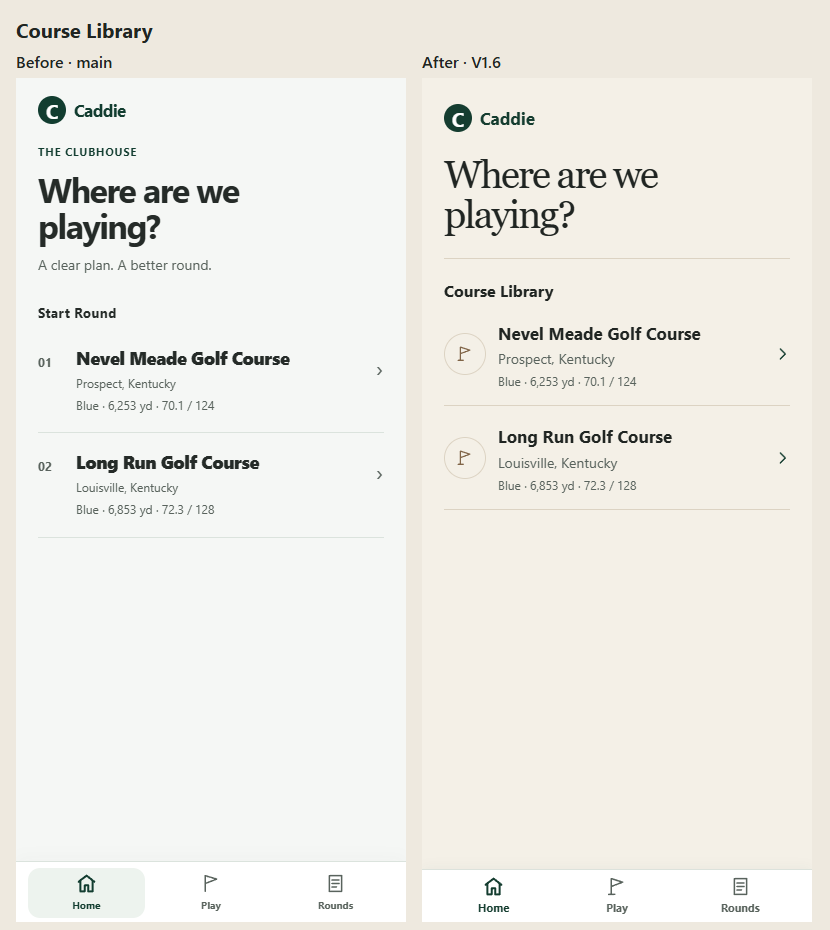 Course Library
Before · main
C Caddie
THE CLUBHOUSE
Where are we
playing?
A clear plan. A better round.
Start Round
01
Nevel Meade Golf Course
Prospect, Kentucky
Blue · 6,253 yd · 70.1 / 124
02
Long Run Golf Course
Louisville, Kentucky
Blue · 6,853 yd · 72.3 / 128
Home
Play
Rounds
After · V1.6
C Caddie
Where are we
playing?
Course Library
Nevel Meade Golf Course
Prospect, Kentucky
Blue · 6,253 yd · 70.1 / 124
Long Run Golf Course
Louisville, Kentucky
Blue · 6,853 yd · 72.3 / 128
Home
Play
Rounds